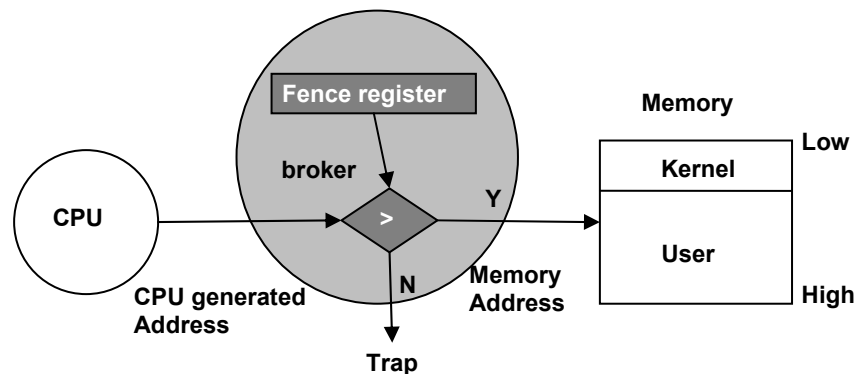 Fence register
Memory
Low
broker
Kernel
CPU
>
Y
User
N
Memory
Address
CPU generated
Address
High
Trap